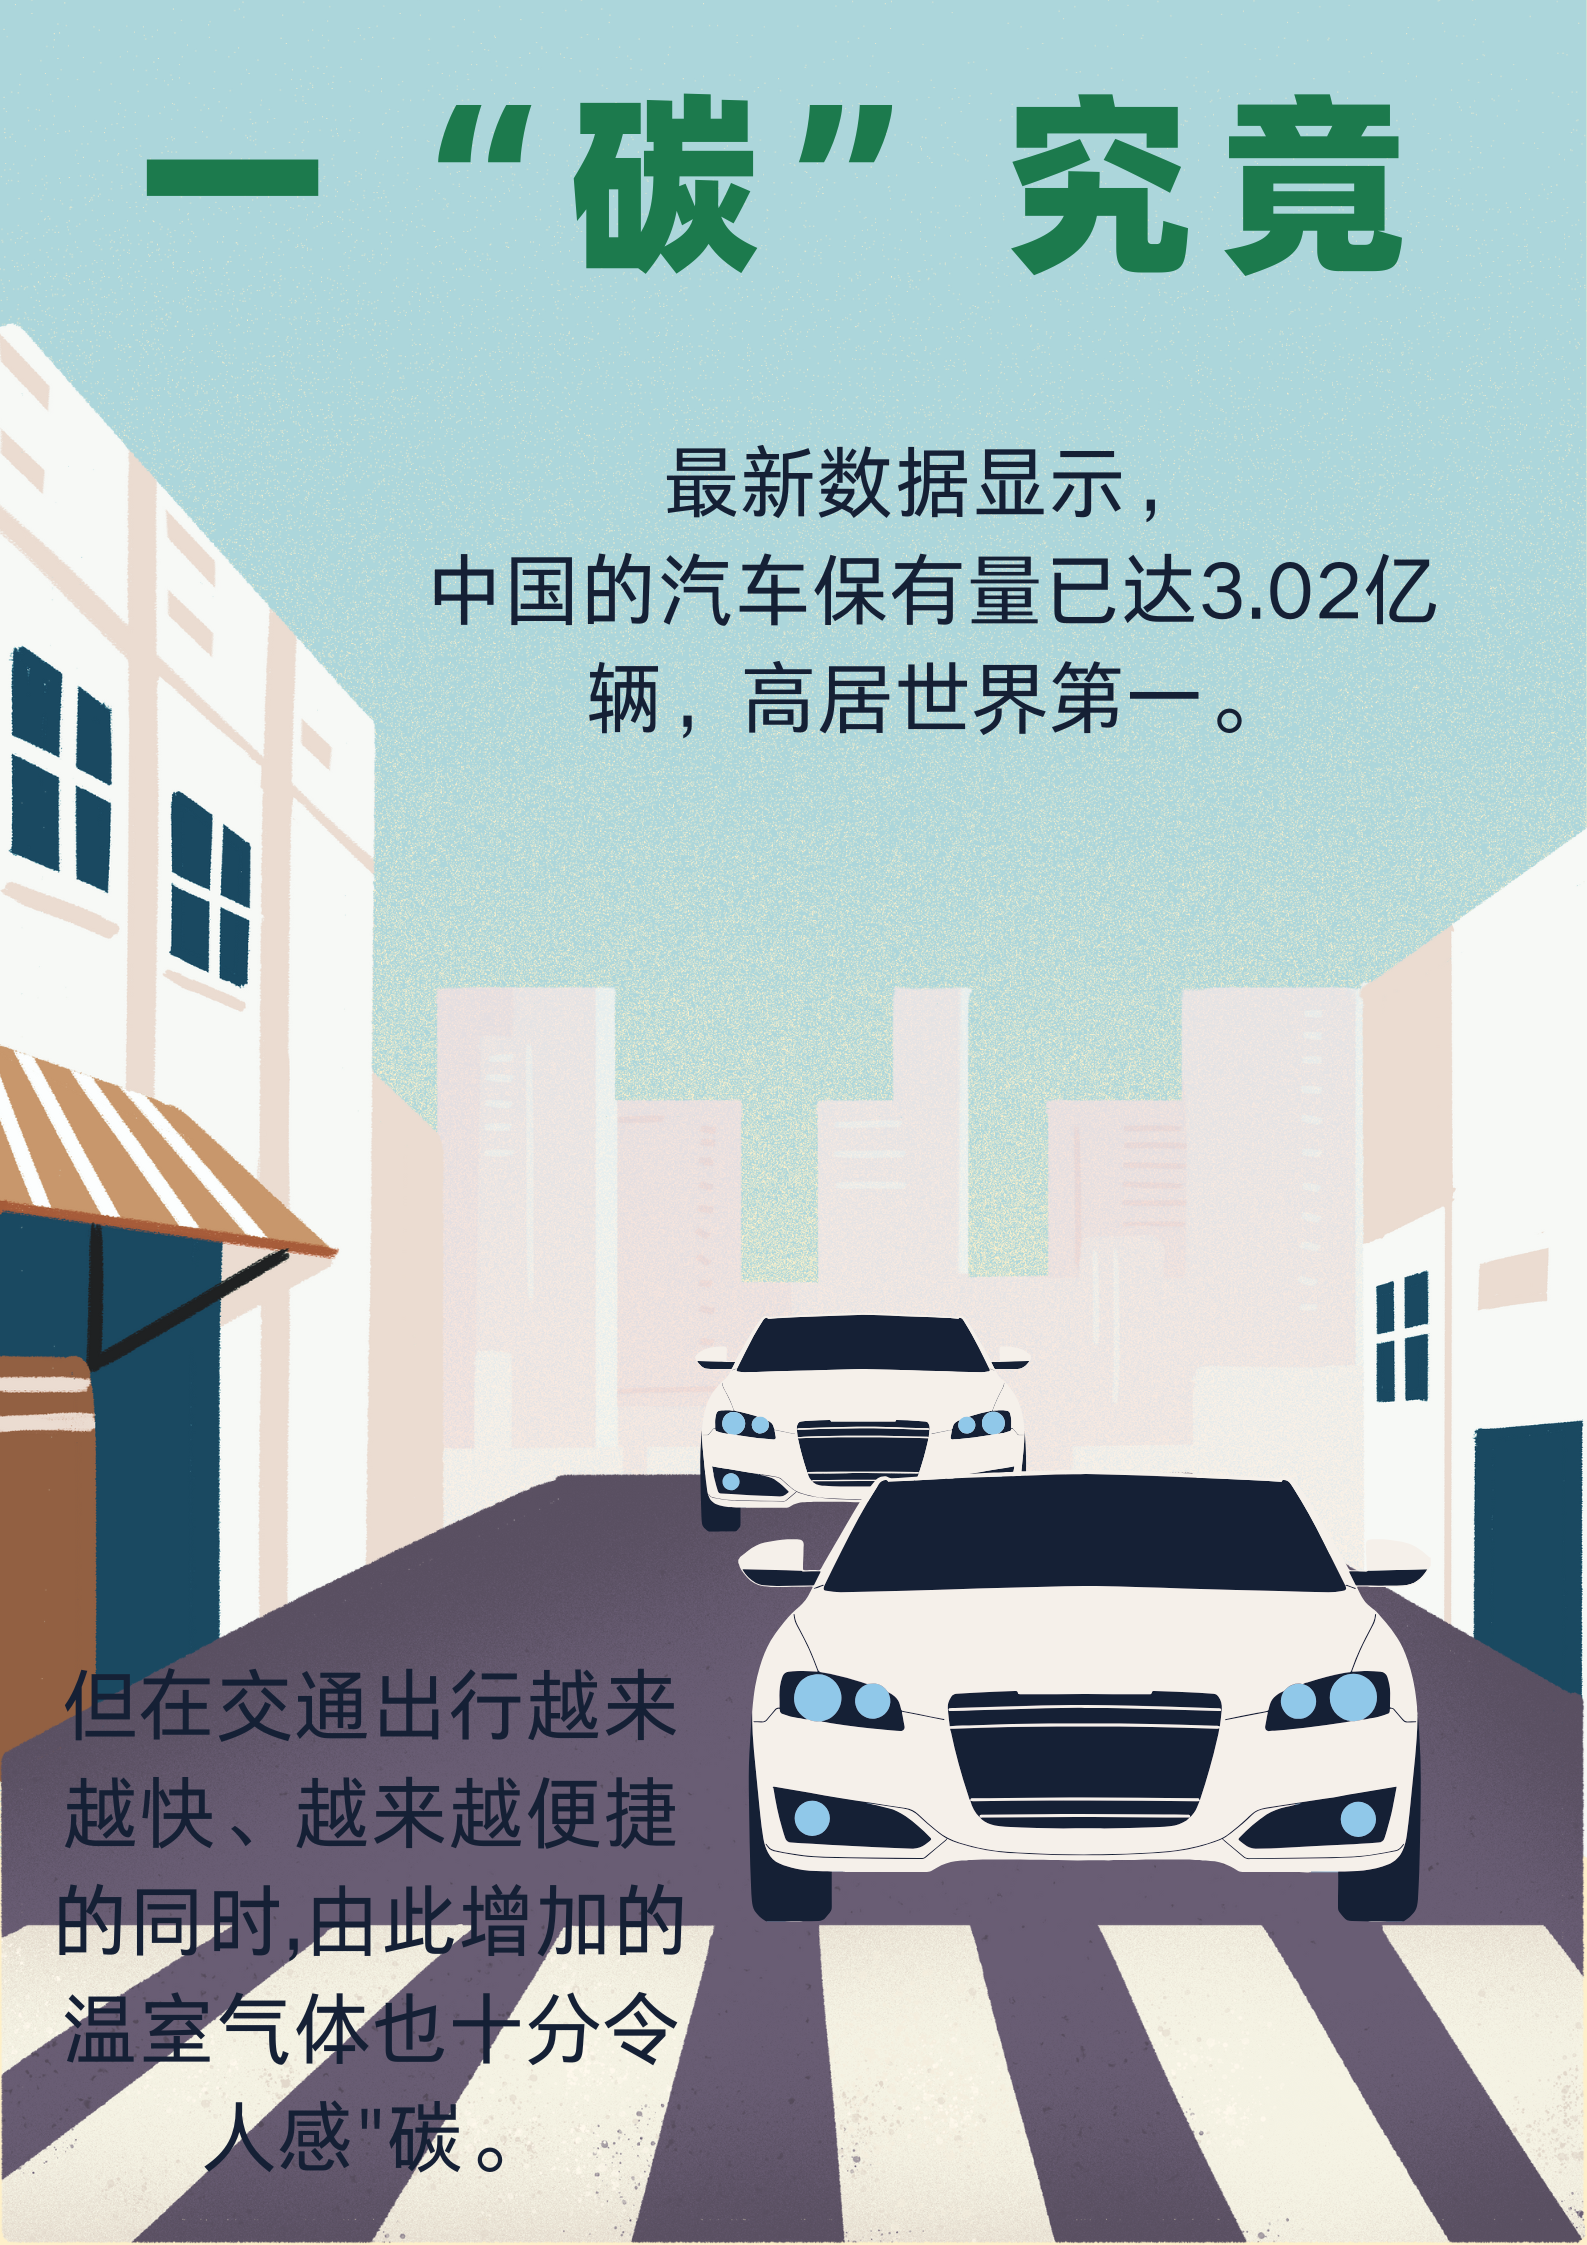 一“碳”究竟
最新数据显示，
中国的汽车保有量已达3.02亿
辆，高居世界第一。
但在交通出行越来
越快、越来越便捷
的同时,由此增加的
温室气体也十分令
人感"碳。